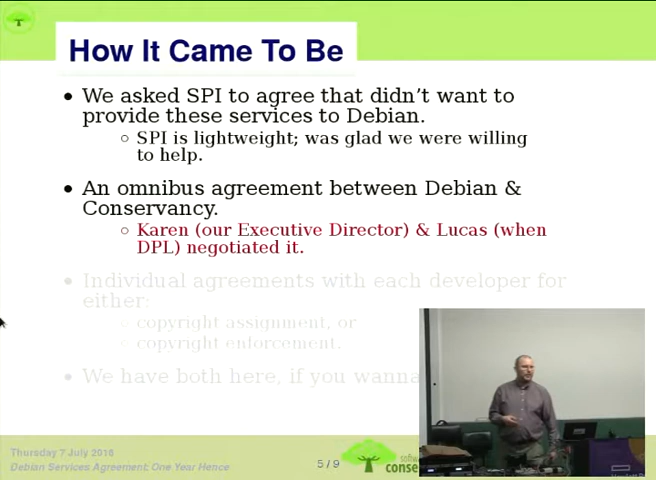 How It Came To Be
• We asked SPI to agree that didn't want to
provide these services to Debian.
○ SPI is lightweight; was glad we were willing
to help.
• An omnibus agreement between Debian &
Conservancy.
○ Karen (our Executive Director) & Lucas (when
DPL) negotiated it.
• Individual agreements with each developer for
either:
○ copyright assignment, or
○ copyright enforcement.
• We have both here, if you wanna
Thursday 7 July 2016
Debian Services Agreement: One Year Hence
5 / 9
softw
conse